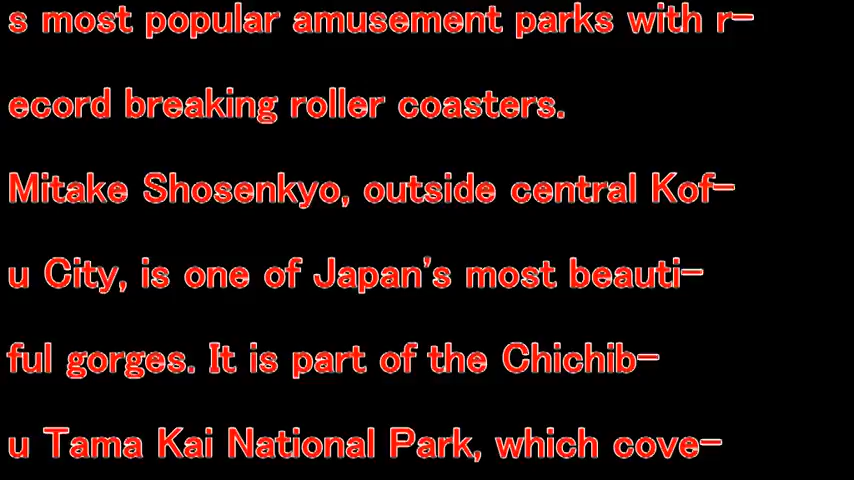 s most popular amusement parks with r-
ecord breaking roller coasters.
Mitake Shosenkyo, outside central Kof-
u City, is one of Japan's most beauti-
ful gorges. It is part of the Chichib-
u Tama Kai National Park, which cove-